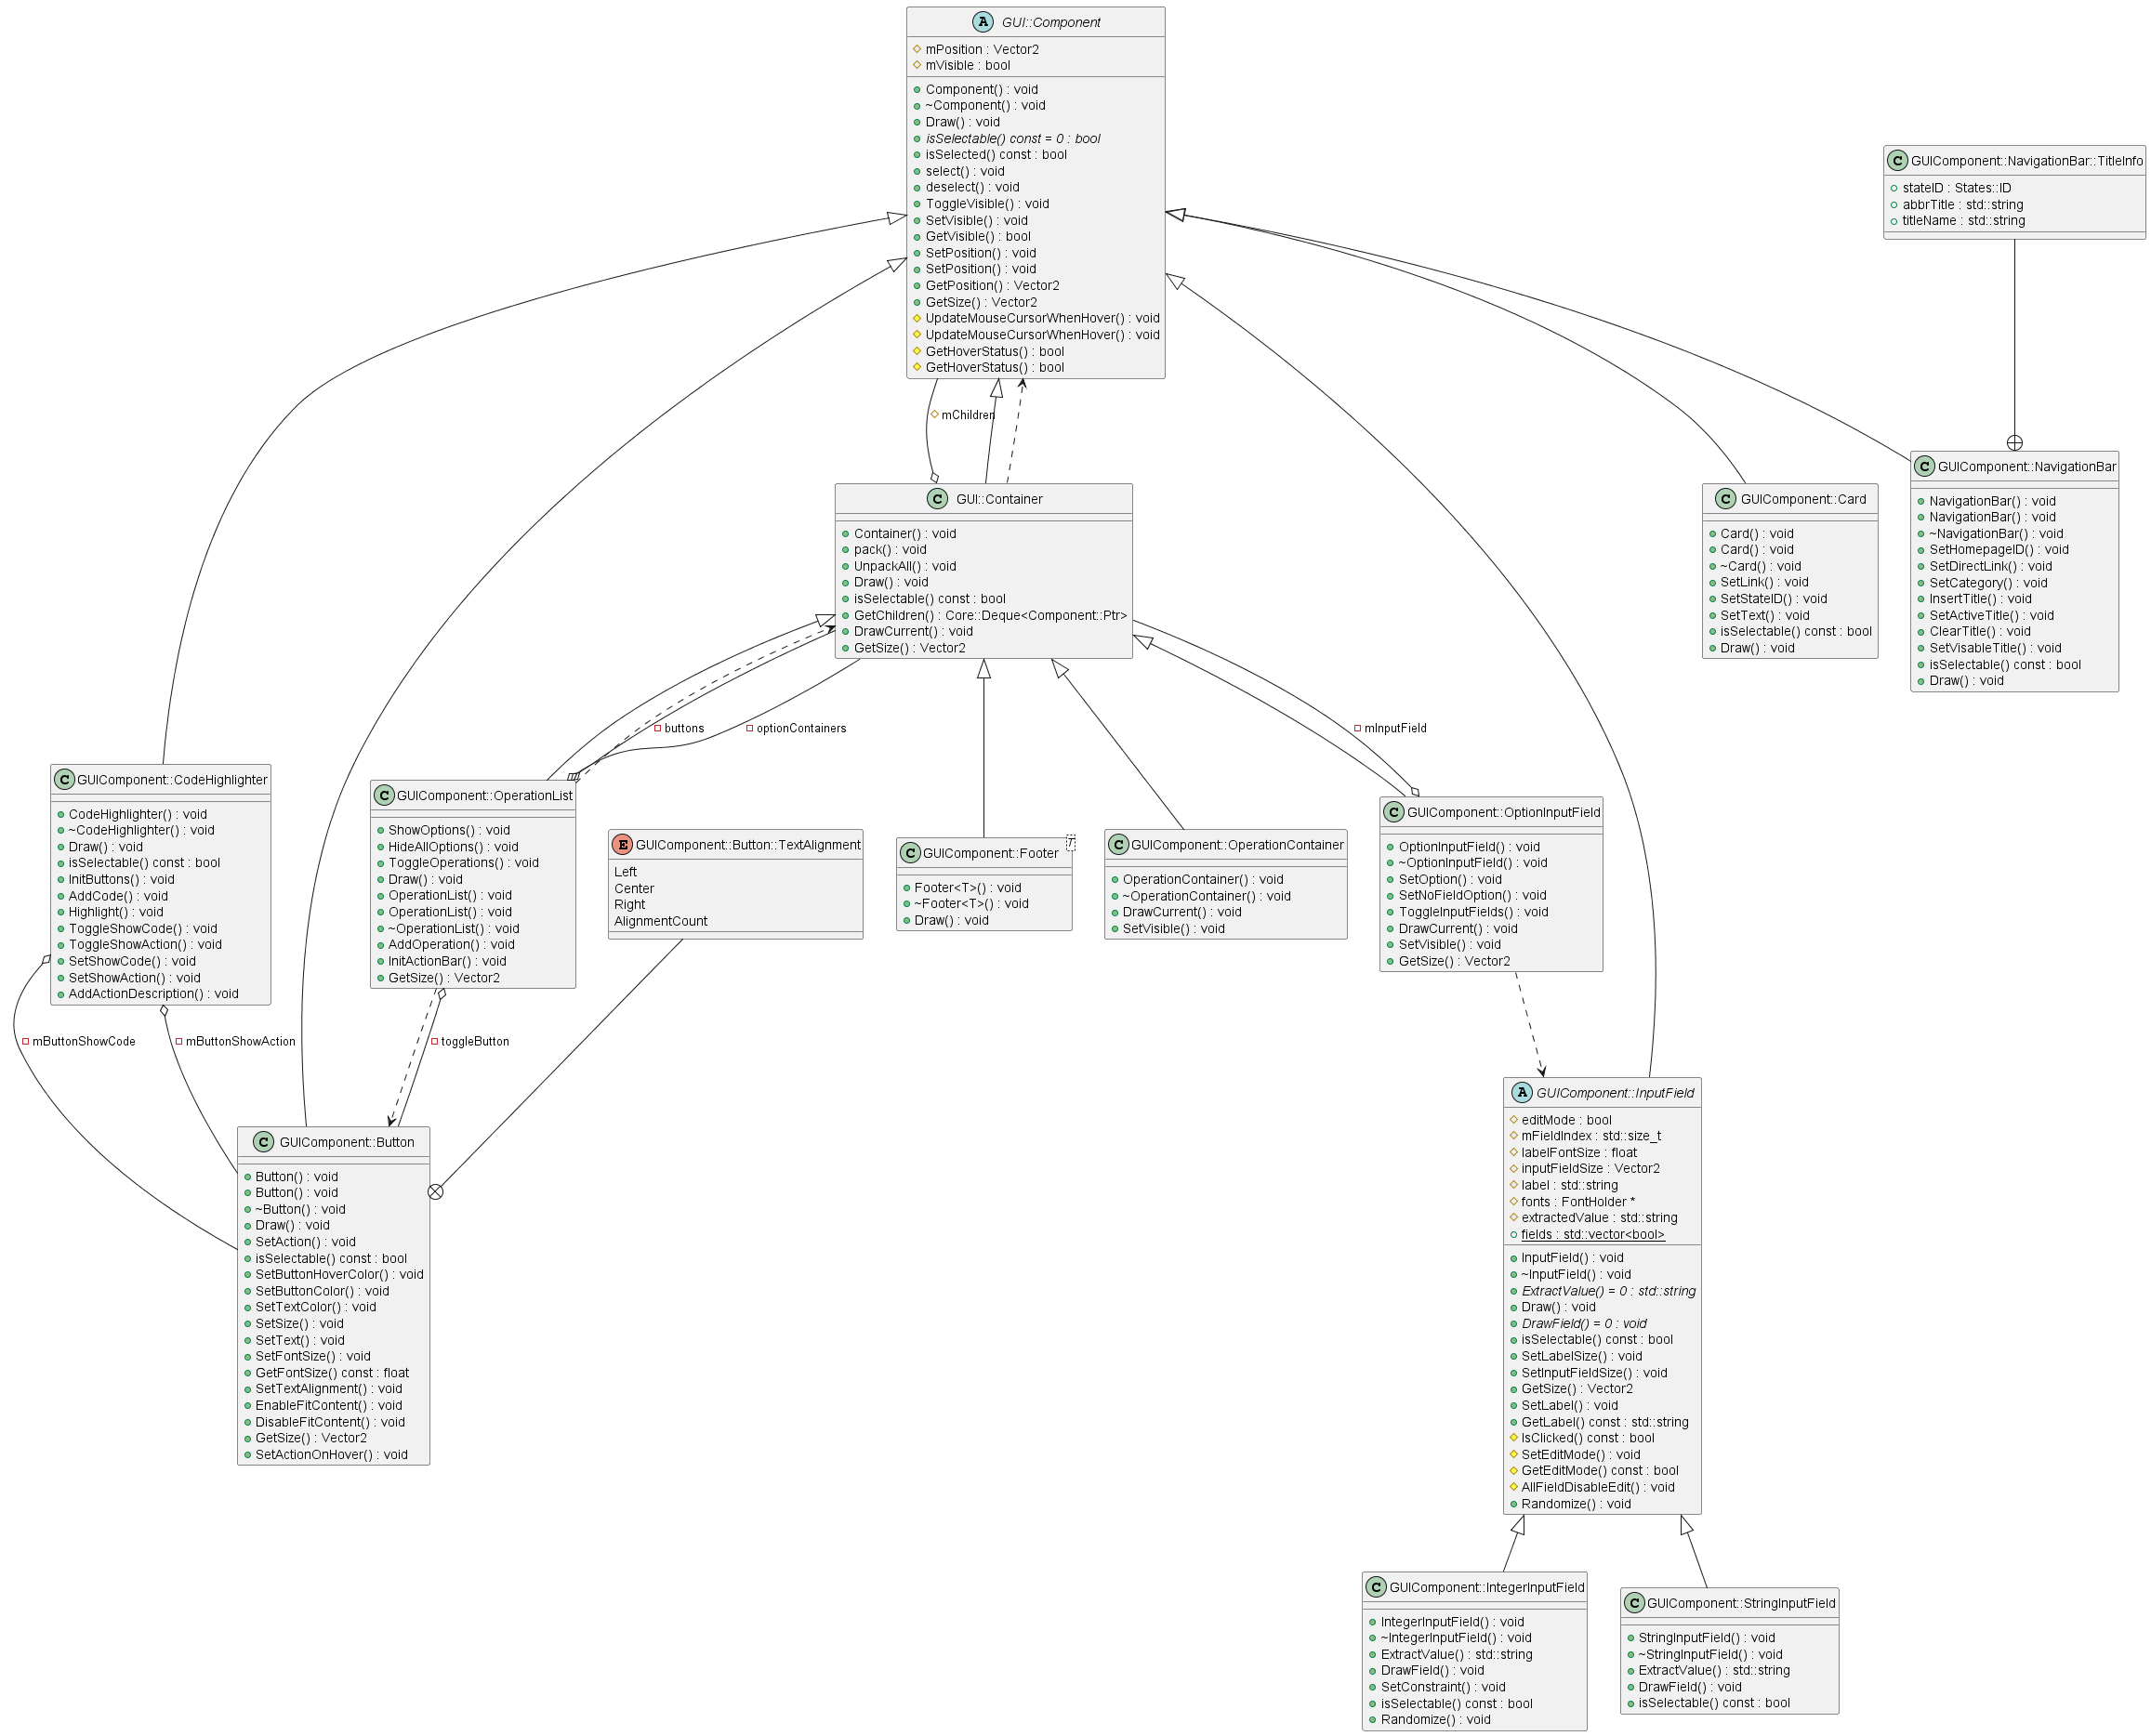 A GUI::Component
mPosition : Vector2
mVisible : bool
Component() : void
~Component() : void
Draw() : void
isSelectable() const = 0 : bool
isSelected() const : bool
select() : void
deselect() : void
ToggleVisible() : void
SetVisible() : void
GetVisible() : bool
SetPosition() : void
SetPosition() : void
GetPosition() : Vector2
GetSize() : Vector2
UpdateMouseCursorWhenHover() : void
UpdateMouseCursorWhenHover() : void
GetHoverStatus() : bool
GetHoverStatus() : bool
C GUIComponent::NavigationBar::TitleInfo
stateID : States::ID
abbrTitle : std::string
titleName : std::string
mChildren
C GUI::Container
Container() : void
pack() : void
UnpackAll() : void
Draw() : void
isSelectable() const : bool
GetChildren() : Core::Deque<Component::Ptr>
DrawCurrent() : void
GetSize() : Vector2
C GUIComponent::Card
Card() : void
Card() : void
~Card() : void
SetLink() : void
SetStateID() : void
SetText() : void
isSelectable() const : bool
Draw() : void
C GUIComponent::NavigationBar
NavigationBar() : void
NavigationBar() : void
~NavigationBar() : void
SetHomepageID() : void
SetDirectLink() : void
SetCategory() : void
InsertTitle() : void
SetActiveTitle() : void
ClearTitle() : void
SetVisableTitle() : void
isSelectable() const : bool
Draw() : void
buttons
optionContainers
mInputField
C GUIComponent::CodeHighlighter
CodeHighlighter() : void
~CodeHighlighter() : void
Draw() : void
isSelectable() const : bool
InitButtons() : void
AddCode() : void
Highlight() : void
ToggleShowCode() : void
ToggleShowAction() : void
SetShowCode() : void
SetShowAction() : void
AddActionDescription() : void
C GUIComponent::OperationList
ShowOptions() : void
HideAllOptions() : void
ToggleOperations() : void
Draw() : void
OperationList() : void
OperationList() : void
~OperationList() : void
AddOperation() : void
InitActionBar() : void
GetSize() : Vector2
E GUIComponent::Button::TextAlignment
Left
Center
Right
AlignmentCount
C GUIComponent::Footer T
Footer<T>() : void
~Footer<T>() : void
Draw() : void
C GUIComponent::OperationContainer
OperationContainer() : void
~OperationContainer() : void
DrawCurrent() : void
SetVisible() : void
C GUIComponent::OptionInputField
OptionInputField() : void
~OptionInputField() : void
SetOption() : void
SetNoFieldOption() : void
ToggleInputFields() : void
DrawCurrent() : void
SetVisible() : void
GetSize() : Vector2
mButtonShowCode
mButtonShowAction
toggleButton
C GUIComponent::Button
Button() : void
Button() : void
~Button() : void
Draw() : void
SetAction() : void
isSelectable() const : bool
SetButtonHoverColor() : void
SetButtonColor() : void
SetTextColor() : void
SetSize() : void
SetText() : void
SetFontSize() : void
GetFontSize() const : float
SetTextAlignment() : void
EnableFitContent() : void
DisableFitContent() : void
GetSize() : Vector2
SetActionOnHover() : void
A GUIComponent::InputField
editMode : bool
mFieldIndex : std::size_t
labelFontSize : float
inputFieldSize : Vector2
label : std::string
fonts : FontHolder *
extractedValue : std::string
fields : std::vector<bool>
InputField() : void
~InputField() : void
ExtractValue() = 0 : std::string
Draw() : void
DrawField() = 0 : void
isSelectable() const : bool
SetLabelSize() : void
SetInputFieldSize() : void
GetSize() : Vector2
SetLabel() : void
GetLabel() const : std::string
IsClicked() const : bool
SetEditMode() : void
GetEditMode() const : bool
AllFieldDisableEdit() : void
Randomize() : void
C GUIComponent::IntegerInputField
IntegerInputField() : void
~IntegerInputField() : void
ExtractValue() : std::string
DrawField() : void
SetConstraint() : void
isSelectable() const : bool
Randomize() : void
C GUIComponent::StringInputField
StringInputField() : void
~StringInputField() : void
ExtractValue() : std::string
DrawField() : void
isSelectable() const : bool